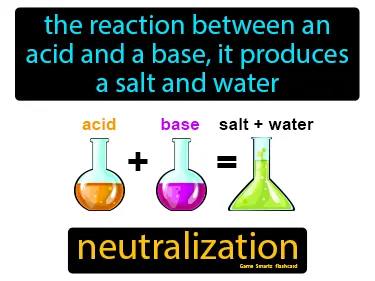 the reaction between an
acid and a base, it produces
a salt and water
acid base salt + water
+ =
neutralization
Game Smartz flashcard